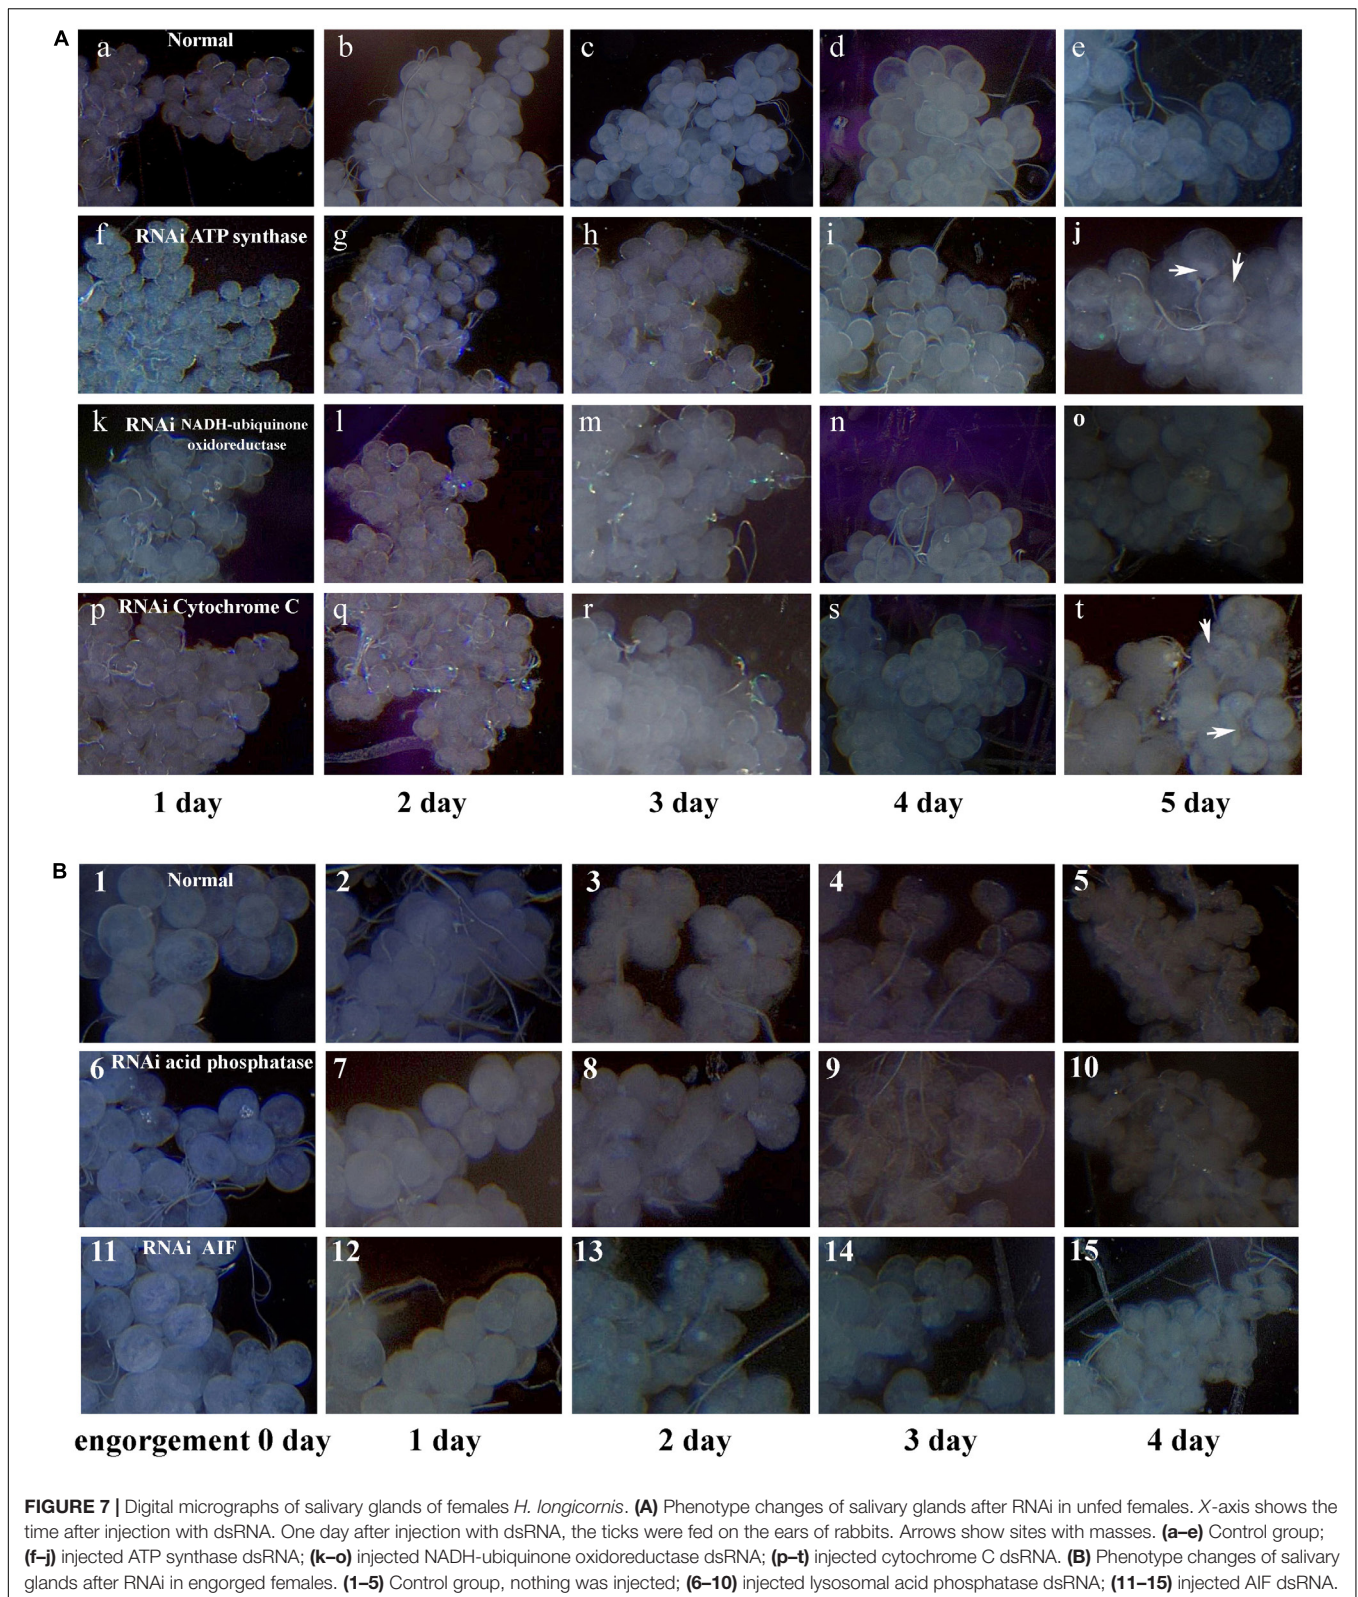 A
a Normal b c d e
f RNAi ATP synthase g h i j
k RNAi NADH-ubiquinone l m n o
oxidoreductase
p RNAi Cytochrome C q r s t
1 day 2 day 3 day 4 day 5 day
B
1 Normal 2 3 4 5
6 RNAi acid phosphatase 7 8 9 10
11 RNAi AIF 12 13 14 15
engorgement 0 day 1 day 2 day 3 day 4 day
FIGURE 7 | Digital micrographs of salivary glands of females H. longicornis. (A) Phenotype changes of salivary glands after RNAi in unfed females. X-axis shows the
time after injection with dsRNA. One day after injection with dsRNA, the ticks were fed on the ears of rabbits. Arrows show sites with masses. (a–e) Control group;
(f–j) injected ATP synthase dsRNA; (k–o) injected NADH-ubiquinone oxidoreductase dsRNA; (p–t) injected cytochrome C dsRNA. (B) Phenotype changes of salivary
glands after RNAi in engorged females. (1–5) Control group, nothing was injected; (6–10) injected lysosomal acid phosphatase dsRNA; (11–15) injected AIF dsRNA.